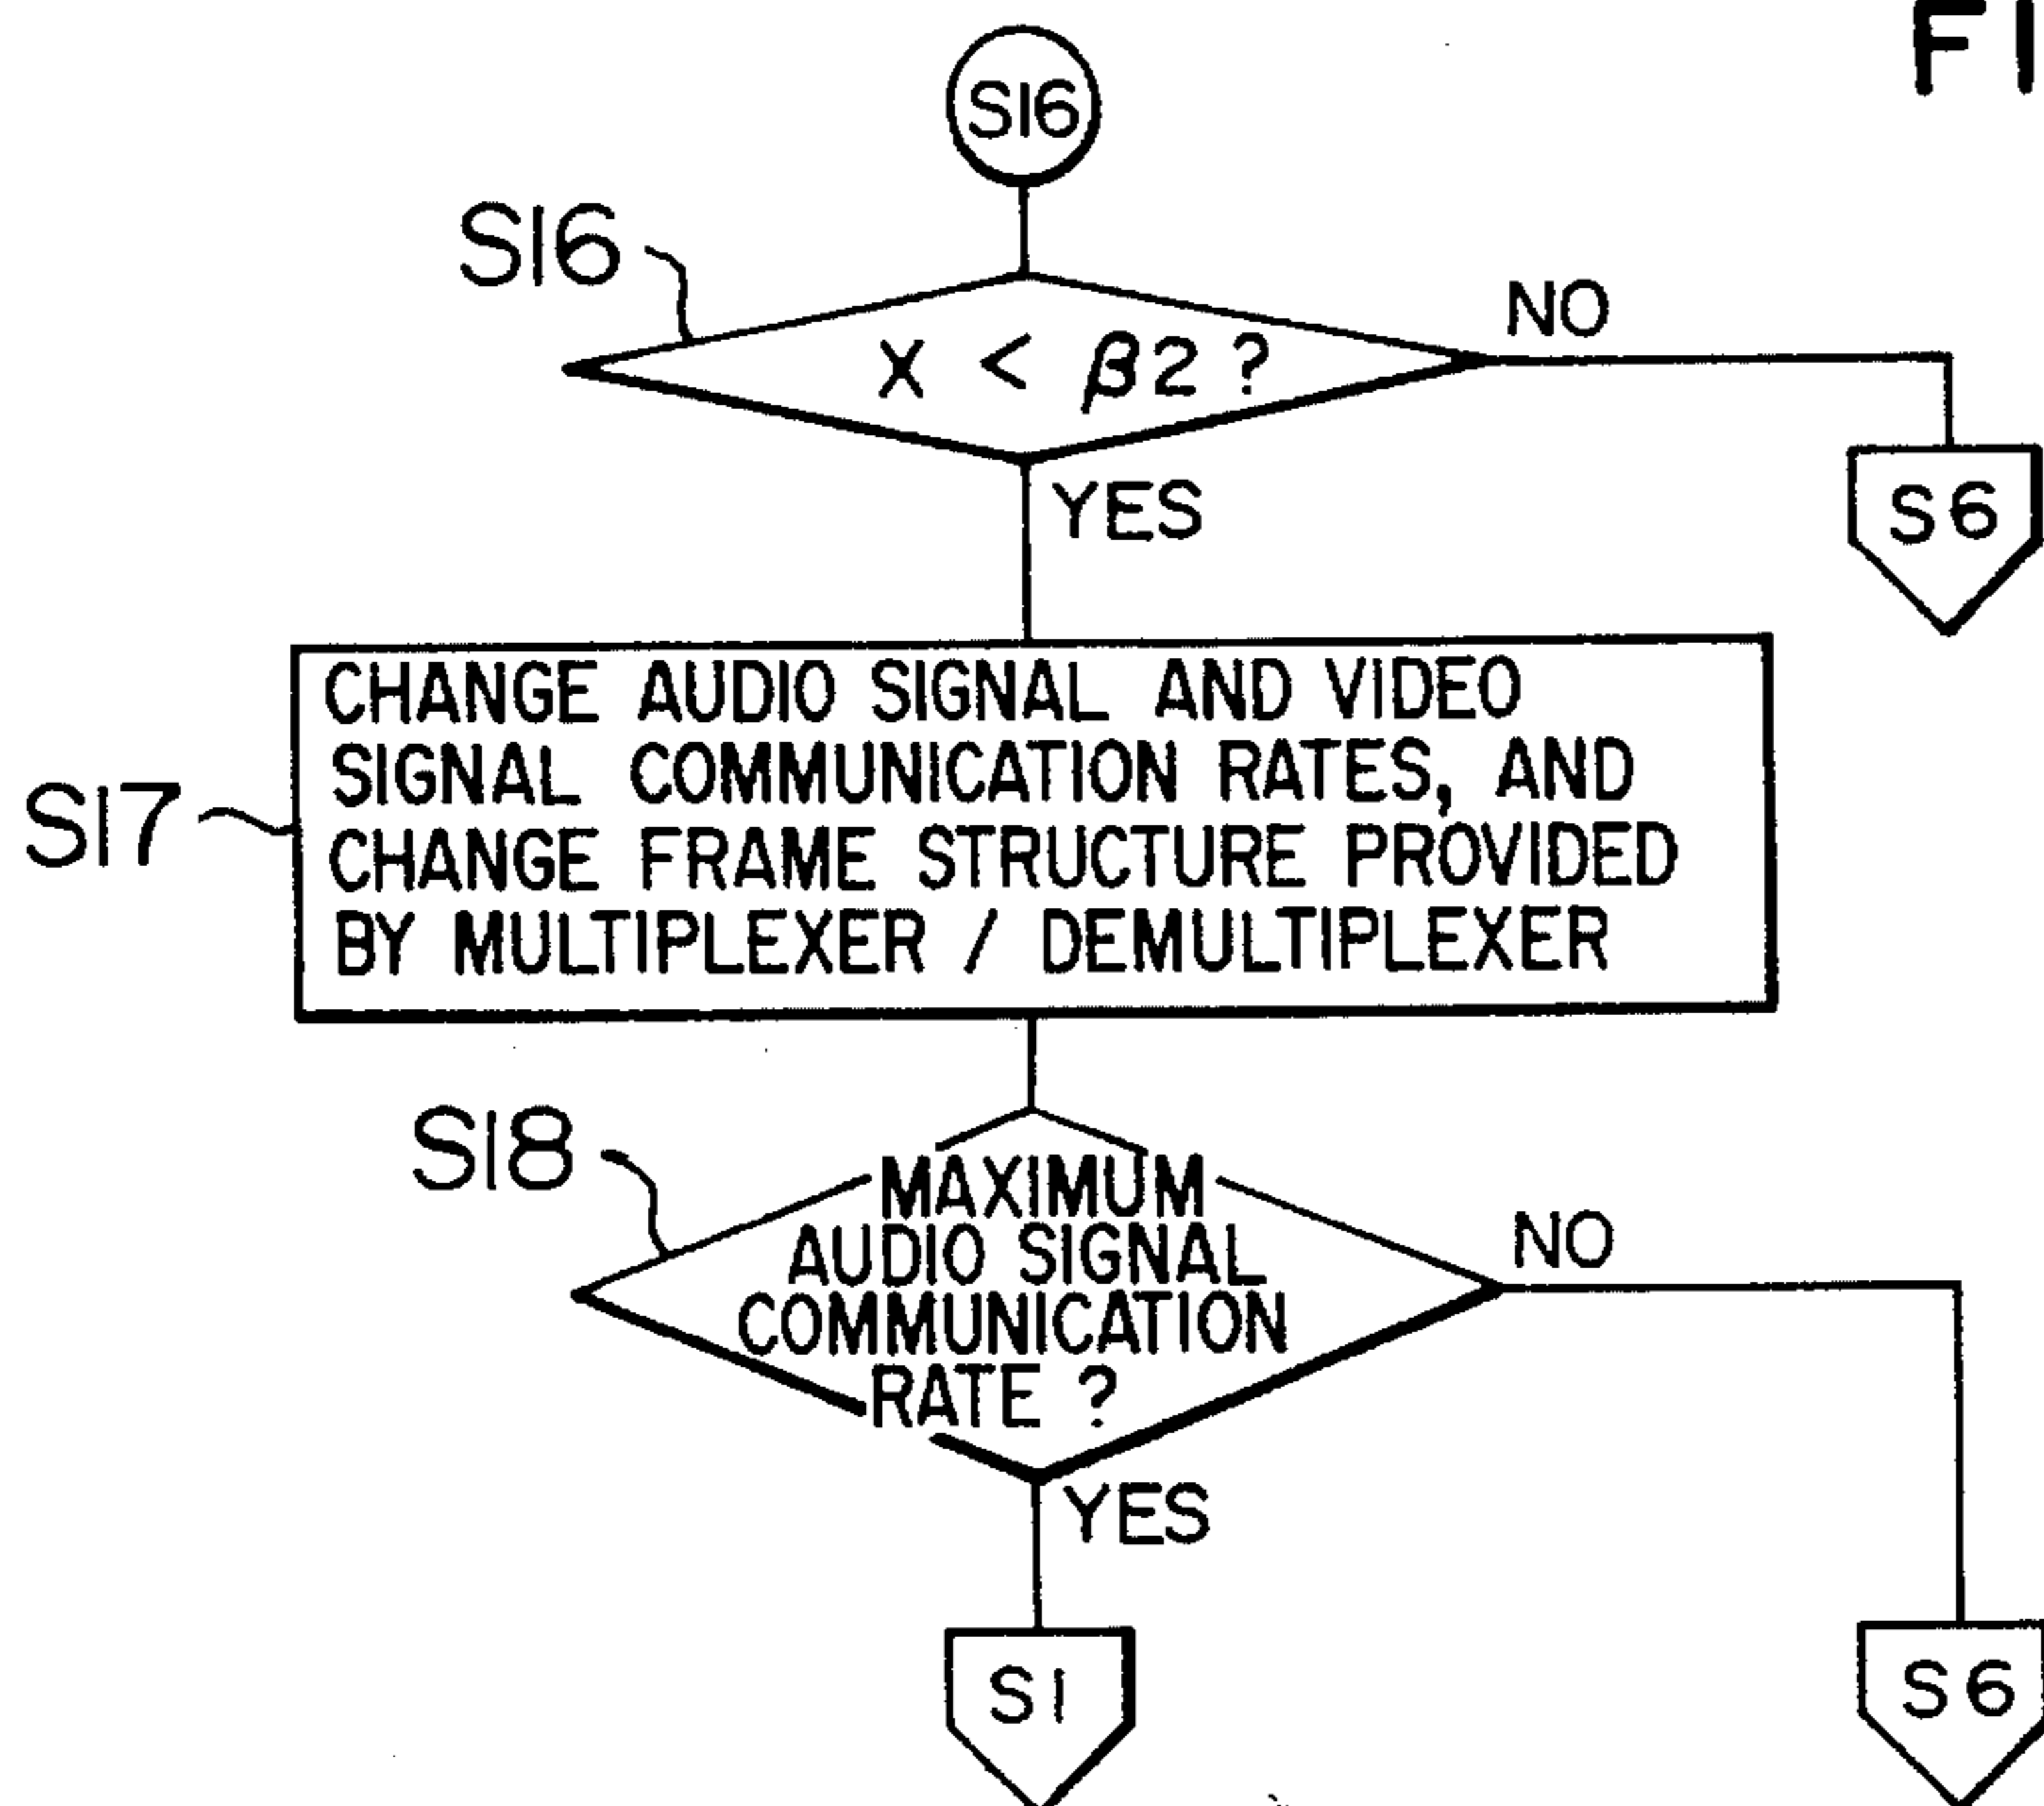 FI
S16
S16
X < β2 ?
NO
YES
S6
CHANGE AUDIO SIGNAL AND VIDEO
SIGNAL COMMUNICATION RATES, AND
CHANGE FRAME STRUCTURE PROVIDED
BY MULTIPLEXER / DEMULTIPLEXER
S17
S18
MAXIMUM
AUDIO SIGNAL
COMMUNICATION
RATE ?
NO
YES
S1
S6